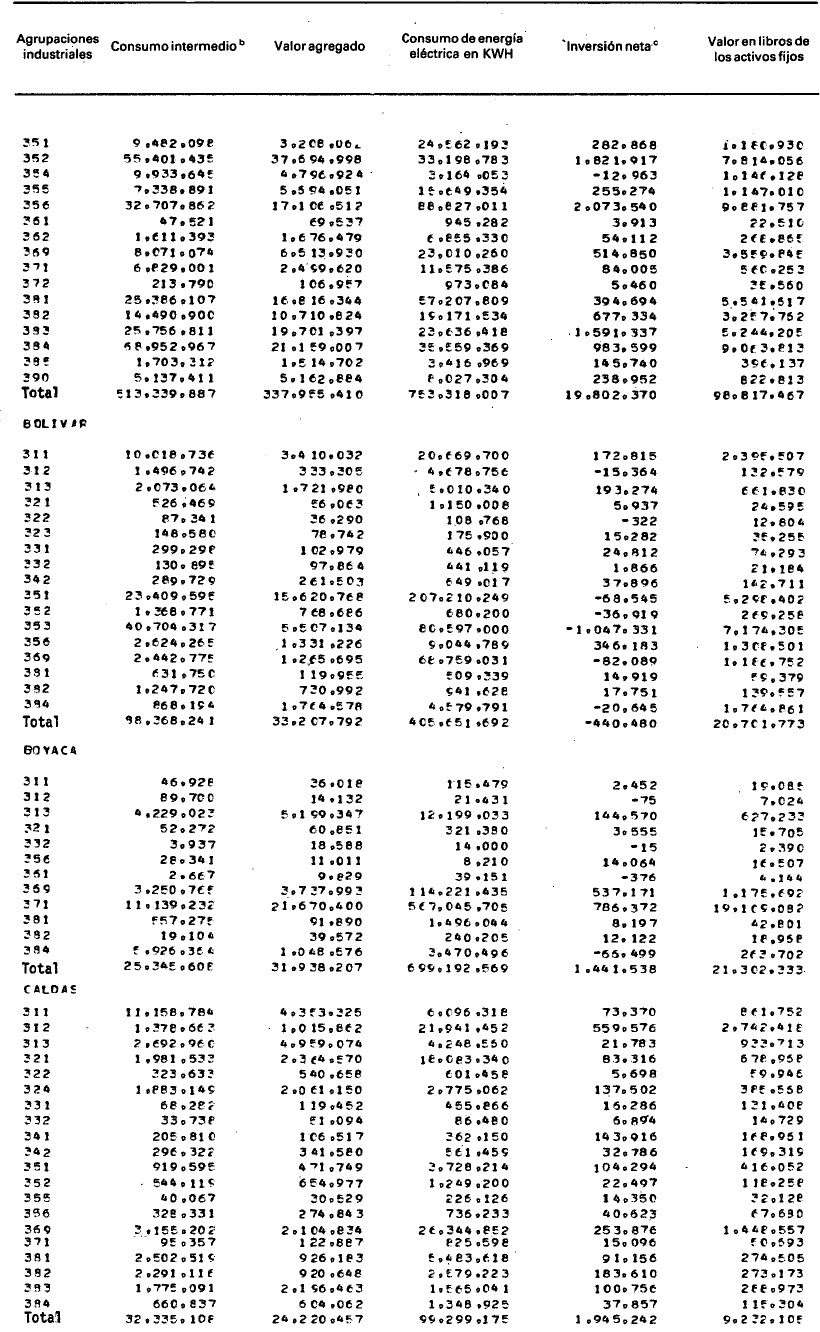 Agrupaciones industriales Consumo intermedio b Valor agregado Consumo de energía eléctrica en KWH Inversión neta c Valor en libros de los activos fijos
351 9.482.098 24.562.193 282.868 1.180.930
352 55.401.435 37.694.998 33.198.783 1.821.917 7.814.056
354 9.933.645 4.796.924 3.164.053 -12.963 1.146.128
355 7.338.891 5.594.051 15.649.354 255.274 1.147.010
356 32.707.862 17.106.512 88.827.011 2.073.540 9.881.757
361 47.521 69.537 945.282 3.913 22.510
362 1.611.393 1.676.479 6.855.330 54.112 268.865
369 8.071.074 6.513.930 23.010.260 514.850 3.559.845
371 6.829.001 2.499.620 11.575.386 84.005 560.253
372 213.790 106.957 973.084 5.460 35.560
381 25.386.107 16.816.344 57.207.809 394.694 5.541.617
382 14.490.900 10.710.824 19.171.534 677.334 3.257.762
383 25.756.811 19.701.397 23.636.418 1.591.337 5.244.205
384 68.952.967 21.159.007 35.559.369 983.599 9.063.813
385 1.703.312 1.514.702 3.416.969 145.740 396.137
390 5.137.411 5.162.884 8.027.304 238.952 822.813
Total 513.339.887 337.955.410 753.318.007 19.802.370 98.817.467
BOLIVAR
311 10.018.736 3.410.032 20.669.700 172.815 2.395.507
312 1.496.742 333.305 4.678.756 -15.364 132.579
313 2.073.064 1.721.980 5.010.340 193.274 661.830
321 526.469 56.063 1.150.008 5.937 24.595
322 87.341 36.290 108.768 -322 12.804
323 148.580 78.742 175.900 15.282 35.255
331 299.298 102.979 446.057 24.812 74.293
332 130.895 97.864 441.119 1.866 21.184
342 289.729 261.503 649.017 37.896 142.711
351 23.409.595 15.620.768 207.210.249 -68.545 5.298.402
352 1.368.771 768.686 680.200 -36.919 269.258
353 40.704.317 5.507.134 80.597.000 -1.047.331 7.174.305
356 2.624.265 1.331.226 9.044.789 346.183 1.308.501
369 2.442.775 1.265.695 68.759.031 -82.089 1.186.752
381 631.750 119.955 509.339 14.919 59.379
382 1.247.720 730.992 941.628 17.751 139.557
384 868.194 1.764.578 4.579.791 -20.645 1.764.861
Total 98.368.241 33.207.792 405.651.692 -440.480 20.701.773
BOYACA
311 46.928 36.018 115.479 2.452 19.085
312 89.700 14.132 21.431 -75 7.024
313 4.229.023 5.199.347 12.199.033 144.570 627.233
321 52.272 60.851 321.380 3.555 15.705
332 3.937 18.588 14.000 -15 2.390
356 28.341 11.011 8.210 14.064 16.507
361 2.667 9.829 39.151 -376 4.144
369 3.250.765 3.737.993 114.221.435 537.171 1.175.692
371 11.139.232 21.670.400 567.045.705 786.372 19.109.082
381 557.275 91.890 1.496.044 8.197 42.801
382 19.104 39.572 240.205 12.122 18.958
384 5.926.364 1.048.576 3.470.496 -66.499 263.702
Total 25.345.608 31.938.207 699.192.569 1.441.538 21.302.333
CALDAS
311 11.158.784 4.353.325 6.096.318 73.370 861.752
312 1.378.663 1.015.862 21.941.452 559.576 2.742.418
313 2.692.960 4.959.074 4.248.550 21.783 933.713
321 1.981.533 2.364.570 18.083.340 83.316 678.958
322 323.633 540.658 601.458 5.698 59.946
324 1.883.149 2.061.150 2.775.062 137.502 385.568
331 68.282 119.452 455.866 16.286 131.408
332 33.738 51.094 86.480 6.894 14.729
341 205.810 106.517 362.150 143.916 168.951
342 296.322 341.580 561.459 32.786 169.319
351 919.595 471.749 3.728.214 104.294 416.052
352 544.119 654.977 1.249.200 22.497 118.258
355 40.067 30.529 226.126 14.350 32.128
356 328.331 274.843 736.233 40.623 67.680
369 3.155.202 2.104.834 26.344.852 253.876 1.448.557
371 95.357 122.887 825.598 15.096 50.593
381 2.502.519 926.183 5.483.618 91.156 274.505
382 2.291.116 920.648 2.579.223 183.610 273.173
383 1.775.091 2.196.463 1.565.041 100.756 268.973
384 660.837 604.062 1.348.925 37.857 115.304
Total 32.335.108 24.220.457 99.299.175 1.945.242 9.232.105